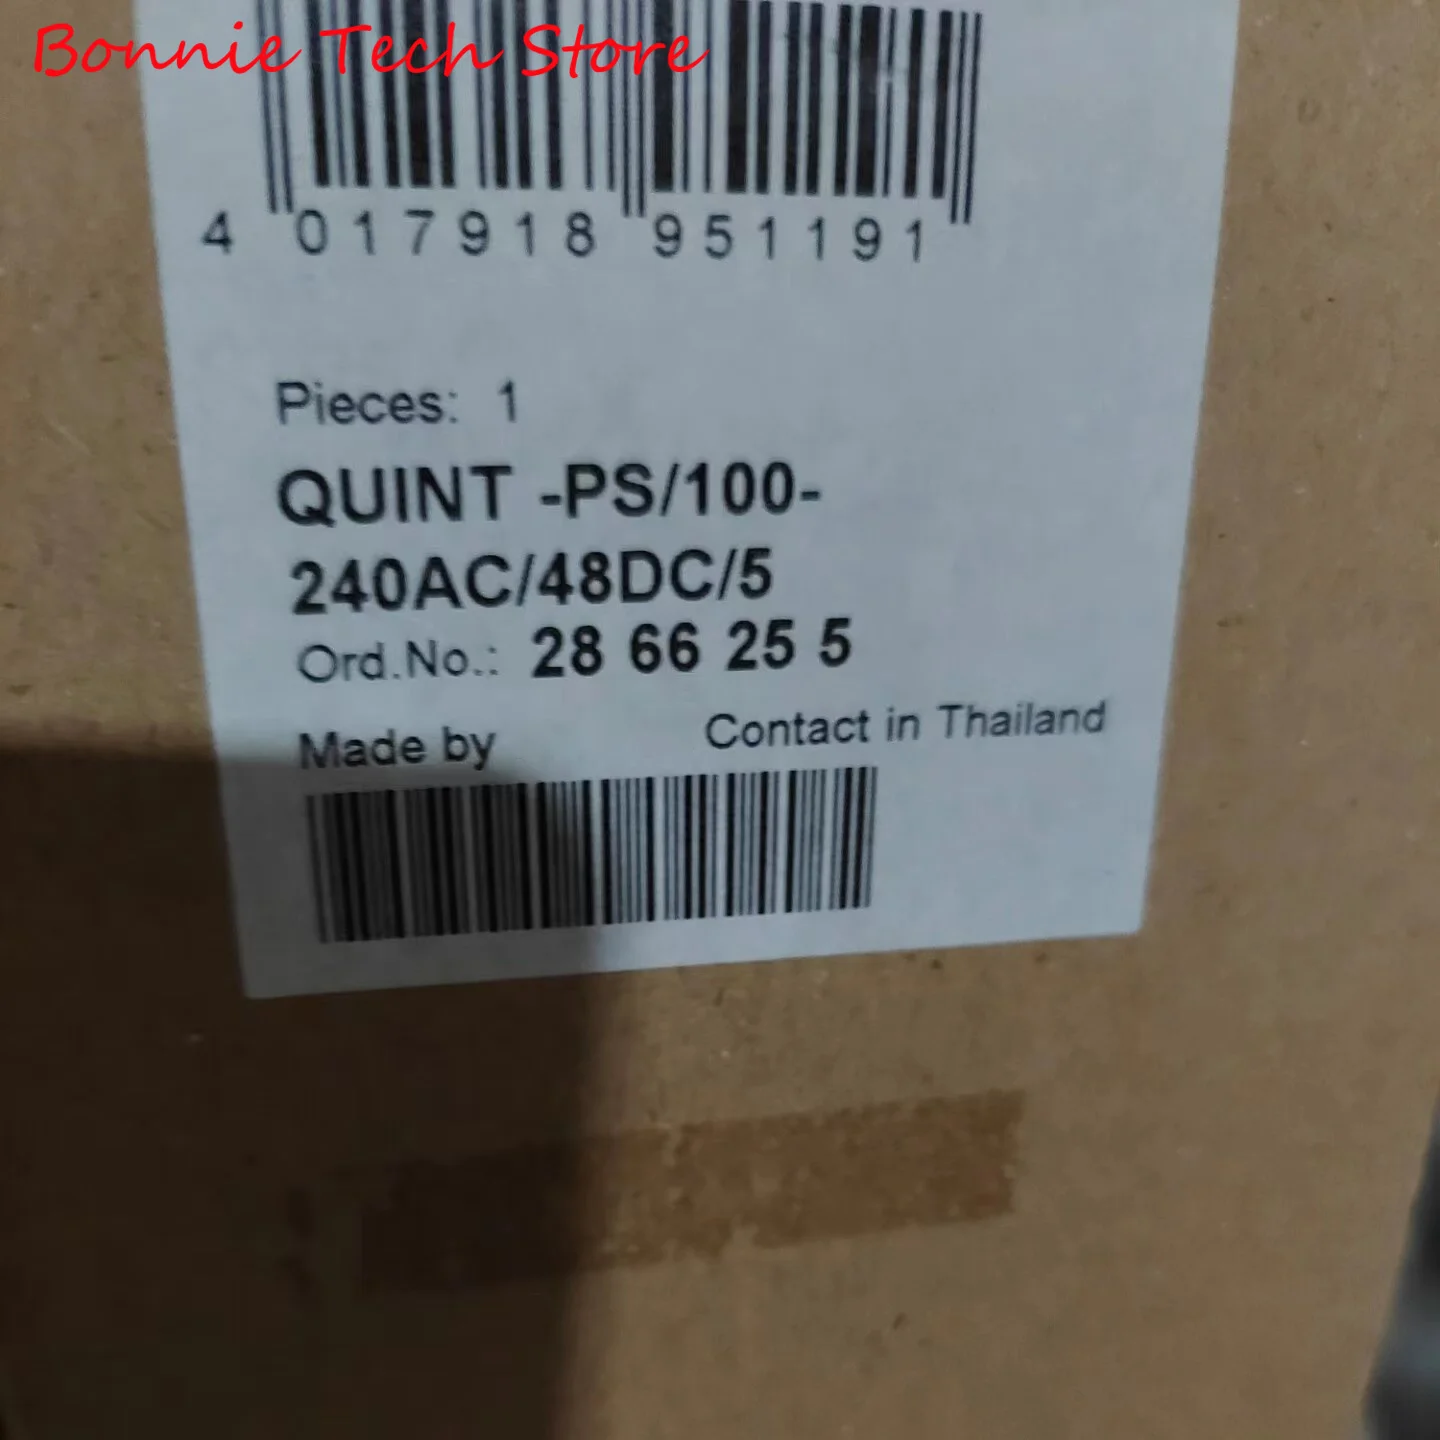 Bonnie Tech Store
4 017918 951191
Pieces: 1
QUINT -PS/100-
240AC/48DC/5
Ord.No.: 28 66 25 5
Made by Contact in Thailand